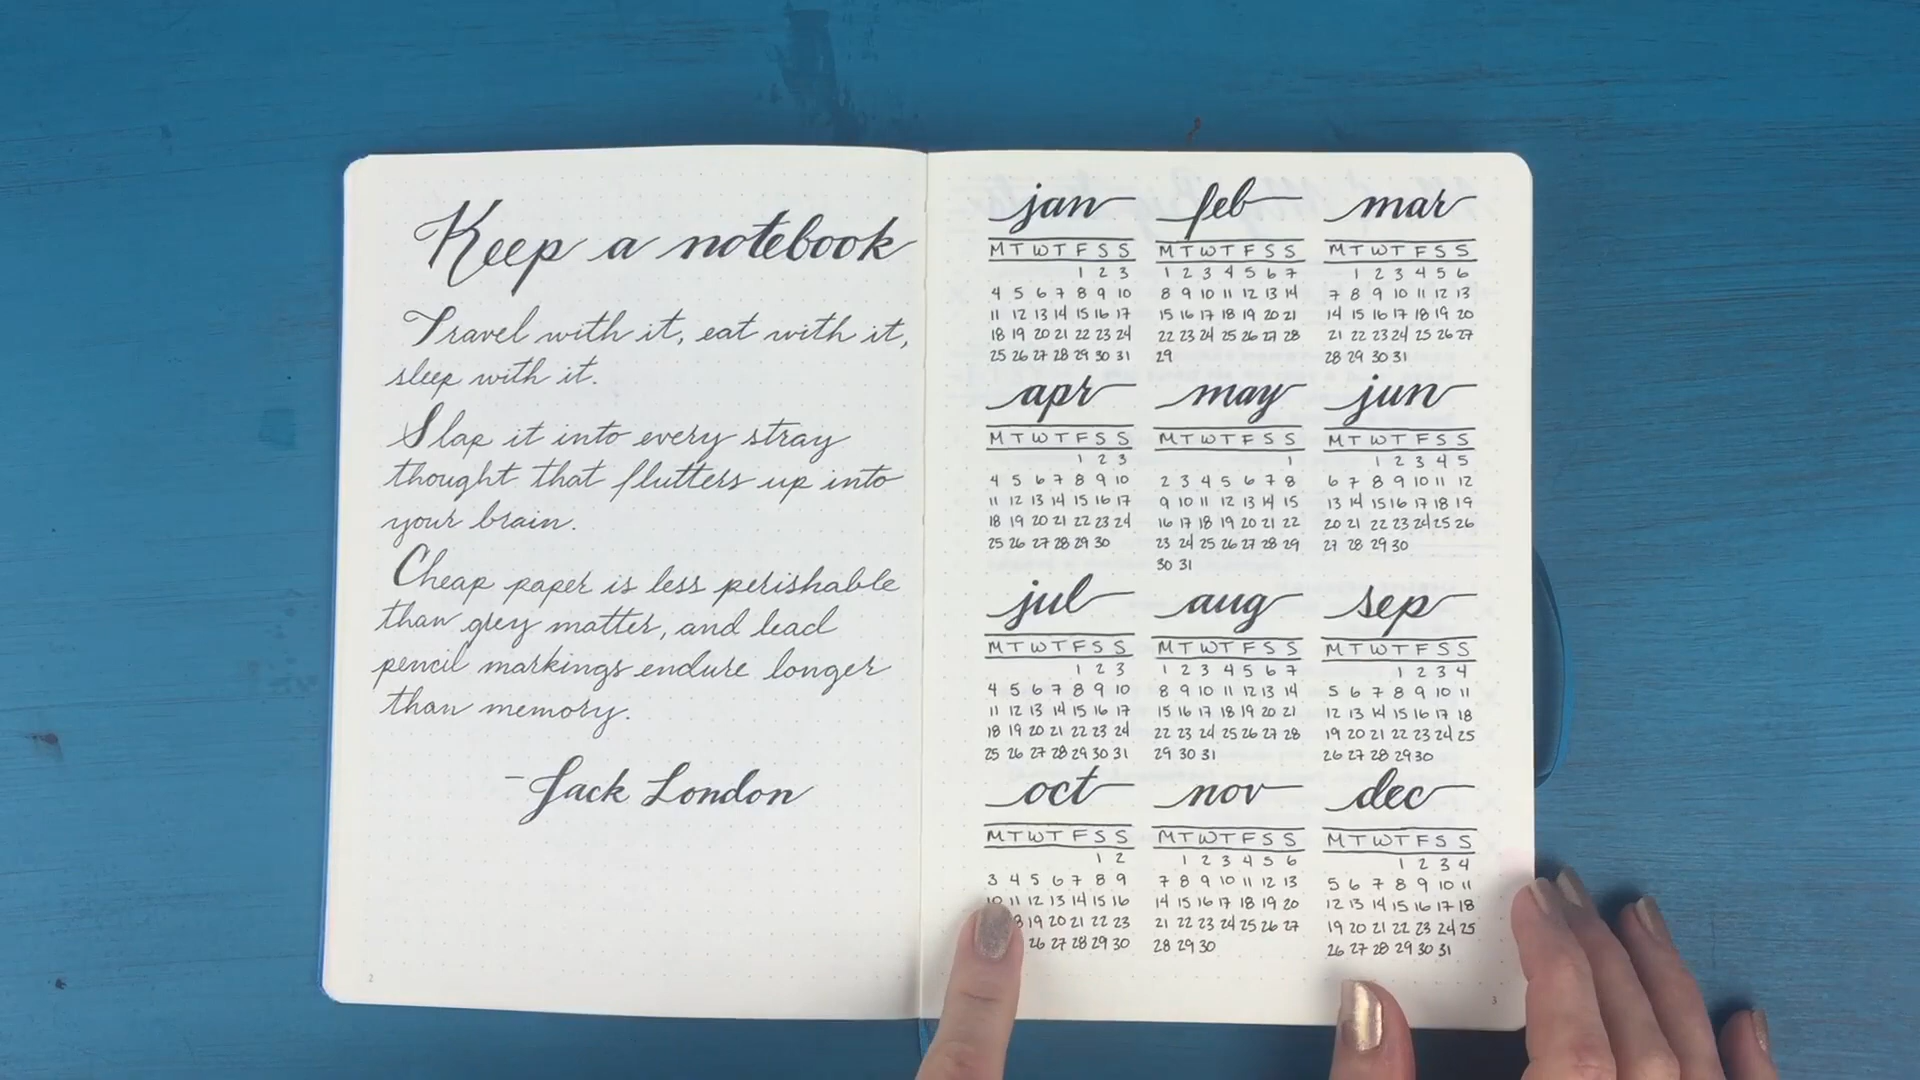 Keep a notebook
Travel with it, eat with it,
sleep with it.
Slap it into every stray
thought that flutters up into
your brain.
Cheap paper is less perishable
than grey matter, and lead
pencil markings endure longer
than memory.
- Jack London
2
jan
M T W T F S S
1 2 3
4 5 6 7 8 9 10
11 12 13 14 15 16 17
18 19 20 21 22 23 24
25 26 27 28 29 30 31
feb
M T W T F S S
1 2 3 4 5 6 7
8 9 10 11 12 13 14
15 16 17 18 19 20 21
22 23 24 25 26 27 28
29
mar
M T W T F S S
1 2 3 4 5 6
7 8 9 10 11 12 13
14 15 16 17 18 19 20
21 22 23 24 25 26 27
28 29 30 31
apr
M T W T F S S
1 2 3
4 5 6 7 8 9 10
11 12 13 14 15 16 17
18 19 20 21 22 23 24
25 26 27 28 29 30
may
M T W T F S S
1
2 3 4 5 6 7 8
9 10 11 12 13 14 15
16 17 18 19 20 21 22
23 24 25 26 27 28 29
30 31
jun
M T W T F S S
1 2 3 4 5
6 7 8 9 10 11 12
13 14 15 16 17 18 19
20 21 22 23 24 25 26
27 28 29 30
jul
M T W T F S S
1 2 3
4 5 6 7 8 9 10
11 12 13 14 15 16 17
18 19 20 21 22 23 24
25 26 27 28 29 30 31
aug
M T W T F S S
1 2 3 4 5 6 7
8 9 10 11 12 13 14
15 16 17 18 19 20 21
22 23 24 25 26 27 28
29 30 31
sep
M T W T F S S
1 2 3 4
5 6 7 8 9 10 11
12 13 14 15 16 17 18
19 20 21 22 23 24 25
26 27 28 29 30
oct
M T W T F S S
1 2
3 4 5 6 7 8 9
10 11 12 13 14 15 16
19 20 21 22 23
26 27 28 29 30
nov
M T W T F S S
1 2 3 4 5 6
7 8 9 10 11 12 13
14 15 16 17 18 19 20
21 22 23 24 25 26 27
28 29 30
dec
M T W T F S S
1 2 3 4
5 6 7 8 9 10 11
12 13 14 15 16 17 18
19 20 21 22 23 24 25
26 27 28 29 30 31
3